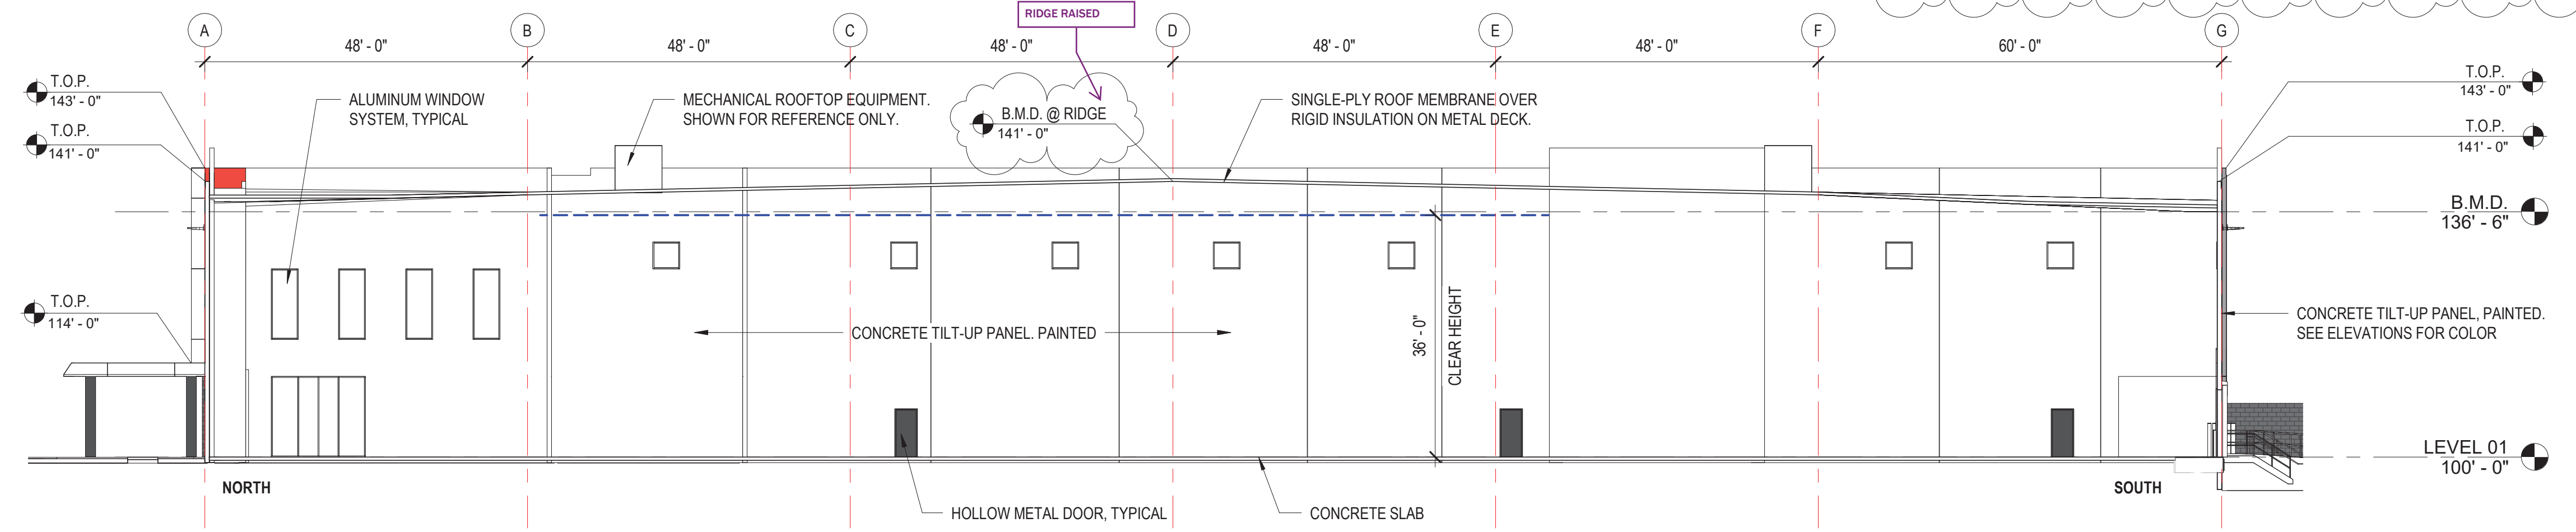 RIDGE RAISED
A
B
C
D
E
F
G
48' - 0"
48' - 0"
48' - 0"
48' - 0"
48' - 0"
60' - 0"
T.O.P.
143' - 0"
T.O.P.
141' - 0"
T.O.P.
114' - 0"
ALUMINUM WINDOW
SYSTEM, TYPICAL
MECHANICAL ROOFTOP EQUIPMENT.
SHOWN FOR REFERENCE ONLY.
B.M.D. @ RIDGE
141' - 0"
SINGLE-PLY ROOF MEMBRANE OVER
RIGID INSULATION ON METAL DECK.
T.O.P.
143' - 0"
T.O.P.
141' - 0"
B.M.D.
136' - 6"
CONCRETE TILT-UP PANEL. PAINTED
36' - 0"
CLEAR HEIGHT
CONCRETE TILT-UP PANEL, PAINTED.
SEE ELEVATIONS FOR COLOR
LEVEL 01
100' - 0"
NORTH
SOUTH
HOLLOW METAL DOOR, TYPICAL
CONCRETE SLAB